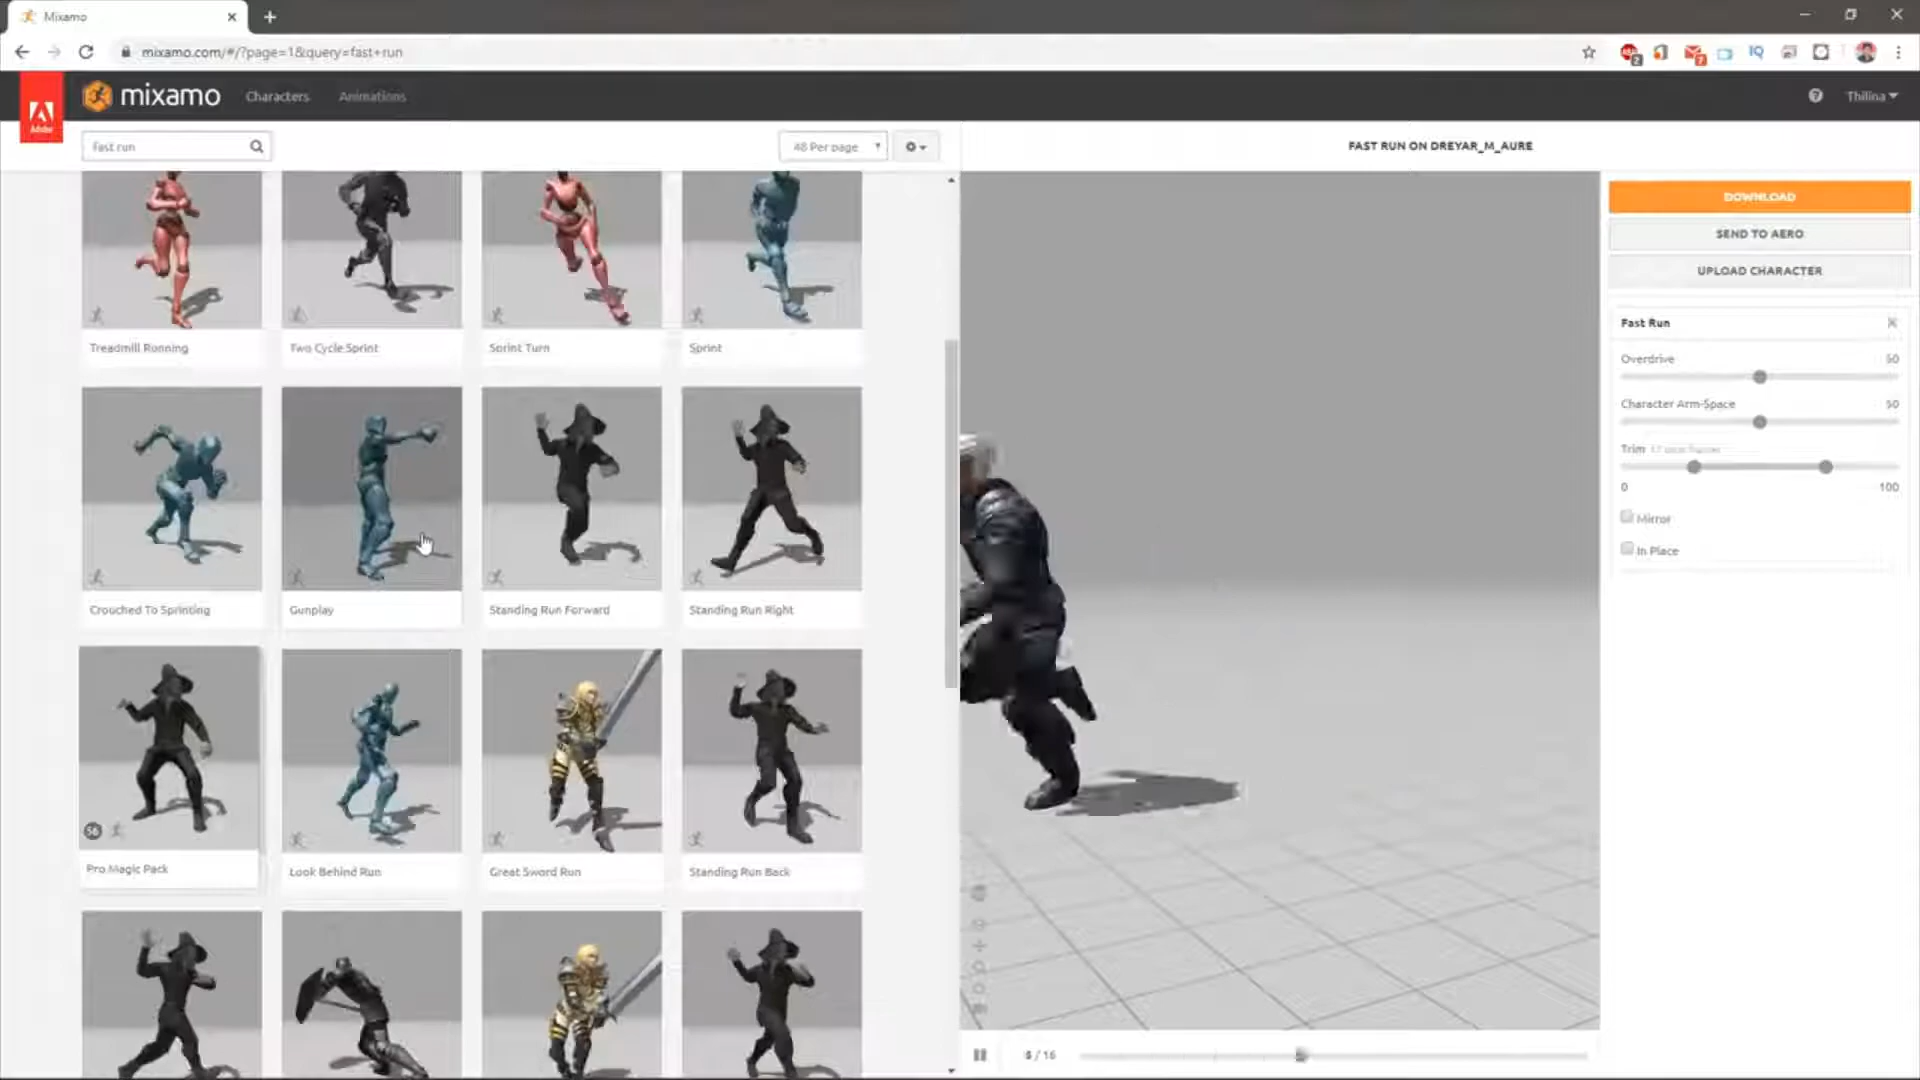 Mixamo
mixamo.com/#/?page=1&query=fast+run
Adobe
mixamo
Characters
Animations
Thilina
Fast run
48 Per page
FAST RUN ON DREYAR_M_AURE
DOWNLOAD
SEND TO AERO
UPLOAD CHARACTER
Treadmill Running
Two Cycle Sprint
Sprint Turn
Sprint
Fast Run
Overdrive
50
Character Arm-Space
50
Trim
0
100
Mirror
In Place
Crouched To Sprinting
Gunplay
Standing Run Forward
Standing Run Right
56
Pro Magic Pack
Look Behind Run
Great Sword Run
Standing Run Back
/ 16